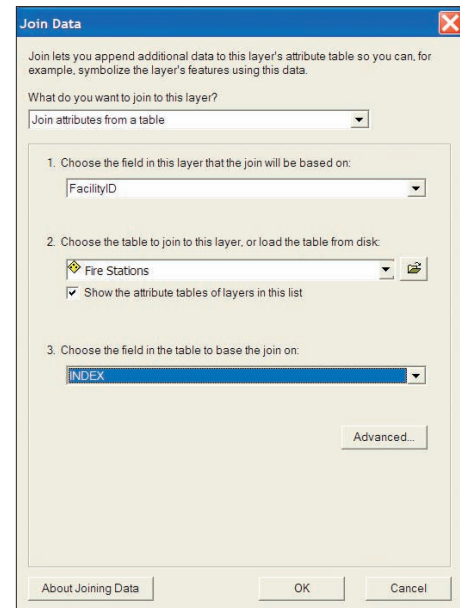 Join Data
Join lets you append additional data to this layer's attribute table so you can, for
example, symbolize the layer's features using this data.
What do you want to join to this layer?
Join attributes from a table
1. Choose the field in this layer that the join will be based on:
FacilityID
2. Choose the table to join to this layer, or load the table from disk:
Fire Stations
Show the attribute tables of layers in this list
3. Choose the field in the table to base the join on:
INDEX
Advanced...
About Joining Data
OK
Cancel